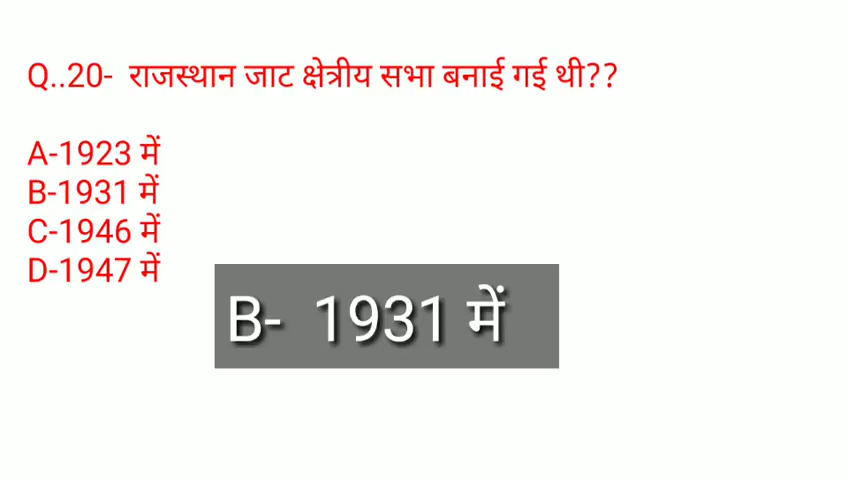 Q..20- राजस्थान जाट क्षेत्रीय सभा बनाई गई थी??
A-1923 में
B-1931 में
C-1946 में
D-1947 में
B- 1931 में